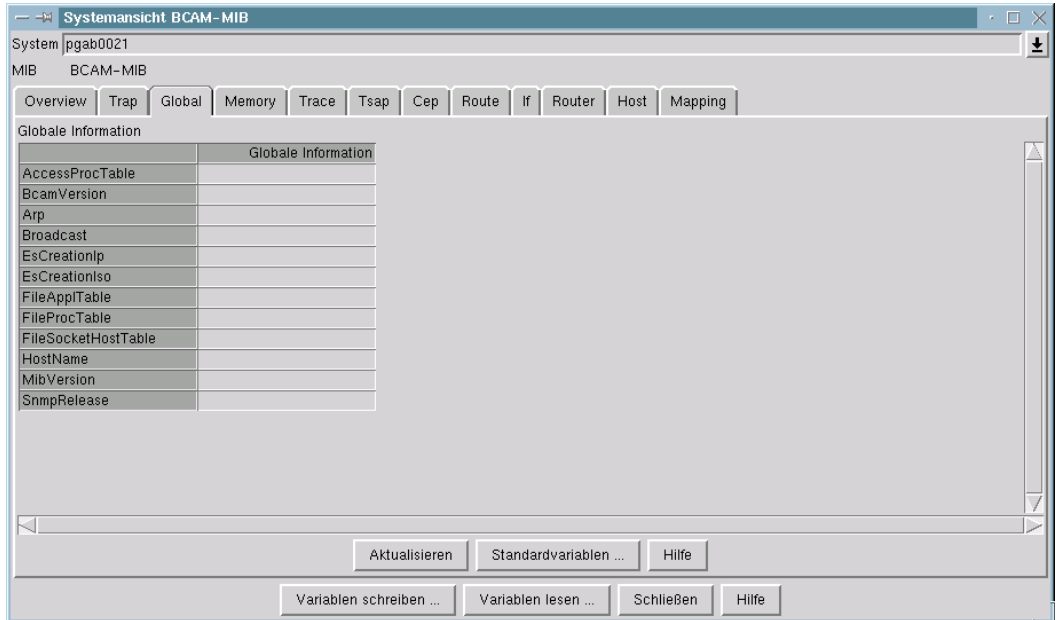 Systemansicht BCAM-MIB
System pgab0021
MIB BCAM-MIB
Overview Trap Global Memory Trace Tsap Cep Route If Router Host Mapping
Globale Information
Globale Information
AccessProcTable
BcamVersion
Arp
Broadcast
EsCreationIp
EsCreationIso
FileApplTable
FileProcTable
FileSocketHostTable
HostName
MibVersion
SnmpRelease
Aktualisieren Standardvariablen ... Hilfe
Variablen schreiben ... Variablen lesen ... Schließen Hilfe